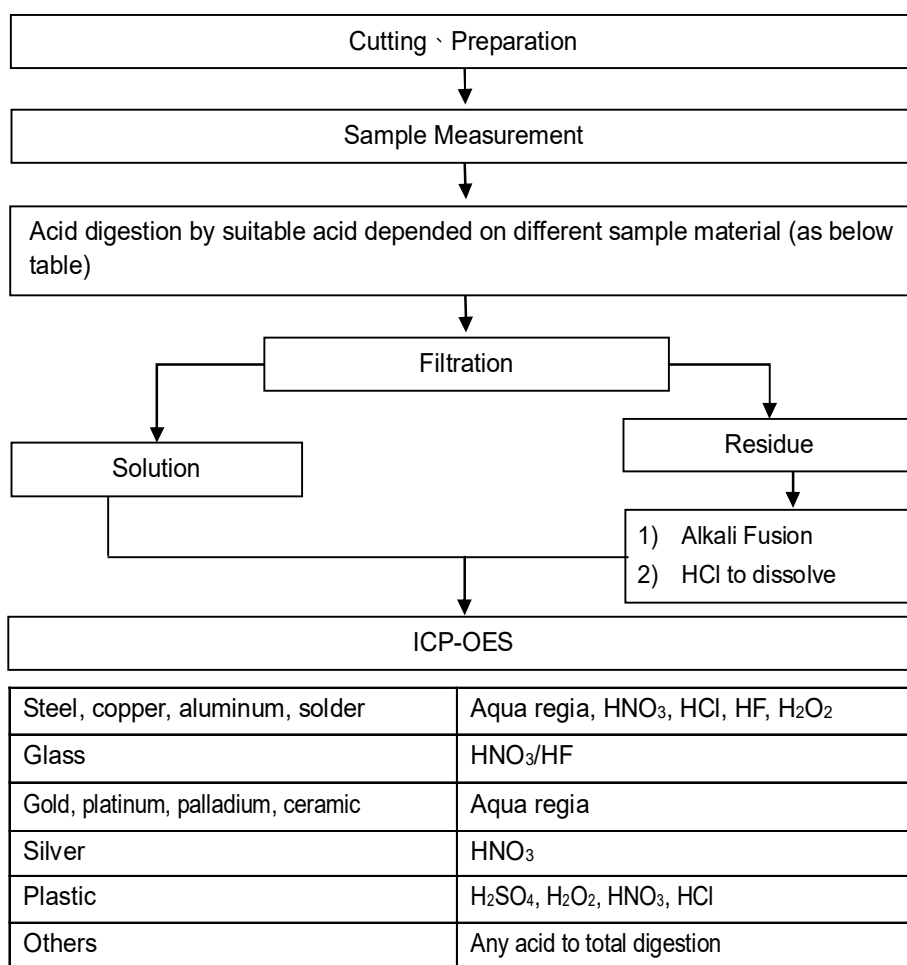 Cutting、Preparation
Sample Measurement
Acid digestion by suitable acid depended on different sample material (as below
table)
Filtration
Solution
Residue
1) Alkali Fusion
2) HCl to dissolve
ICP-OES
Steel, copper, aluminum, solder Aqua regia, HNO₃, HCl, HF, H₂O₂
Glass HNO₃/HF
Gold, platinum, palladium, ceramic Aqua regia
Silver HNO₃
Plastic H₂SO₄, H₂O₂, HNO₃, HCl
Others Any acid to total digestion